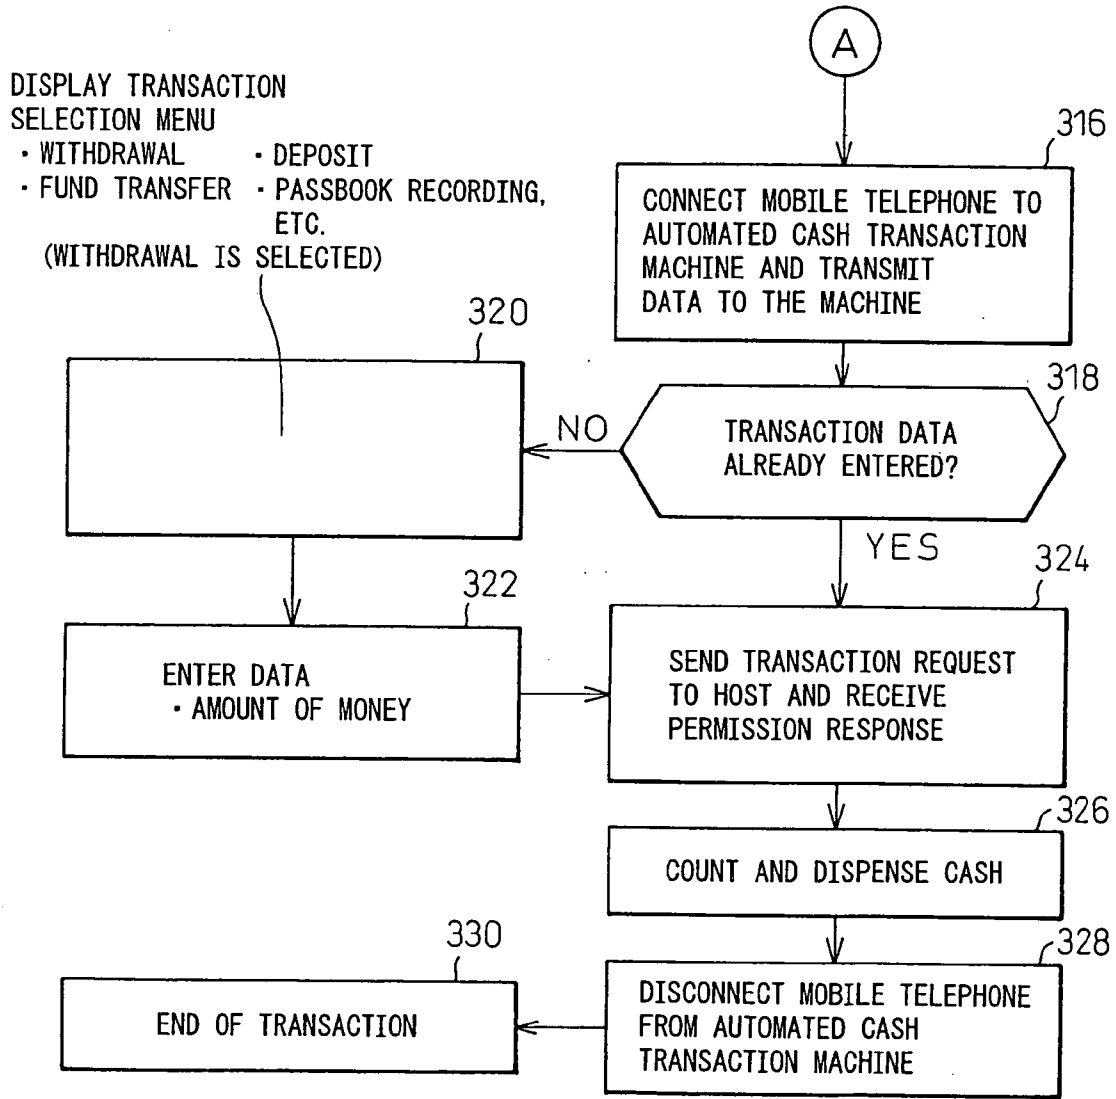 A
DISPLAY TRANSACTION
SELECTION MENU
· WITHDRAWAL · DEPOSIT
· FUND TRANSFER · PASSBOOK RECORDING,
ETC.
(WITHDRAWAL IS SELECTED)
316
CONNECT MOBILE TELEPHONE TO
AUTOMATED CASH TRANSACTION
MACHINE AND TRANSMIT
DATA TO THE MACHINE
318
TRANSACTION DATA
ALREADY ENTERED?
NO
320
YES
322
ENTER DATA
· AMOUNT OF MONEY
324
SEND TRANSACTION REQUEST
TO HOST AND RECEIVE
PERMISSION RESPONSE
326
COUNT AND DISPENSE CASH
328
DISCONNECT MOBILE TELEPHONE
FROM AUTOMATED CASH
TRANSACTION MACHINE
330
END OF TRANSACTION